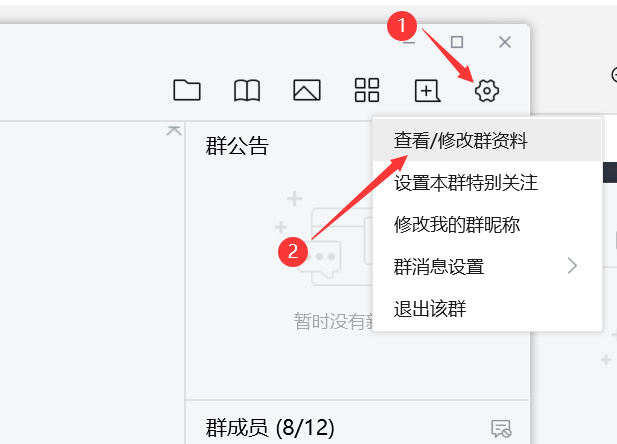 1
群公告
查看/修改群资料
设置本群特别关注
修改我的群昵称
2
群消息设置
退出该群
暂时没有
群成员 (8/12)